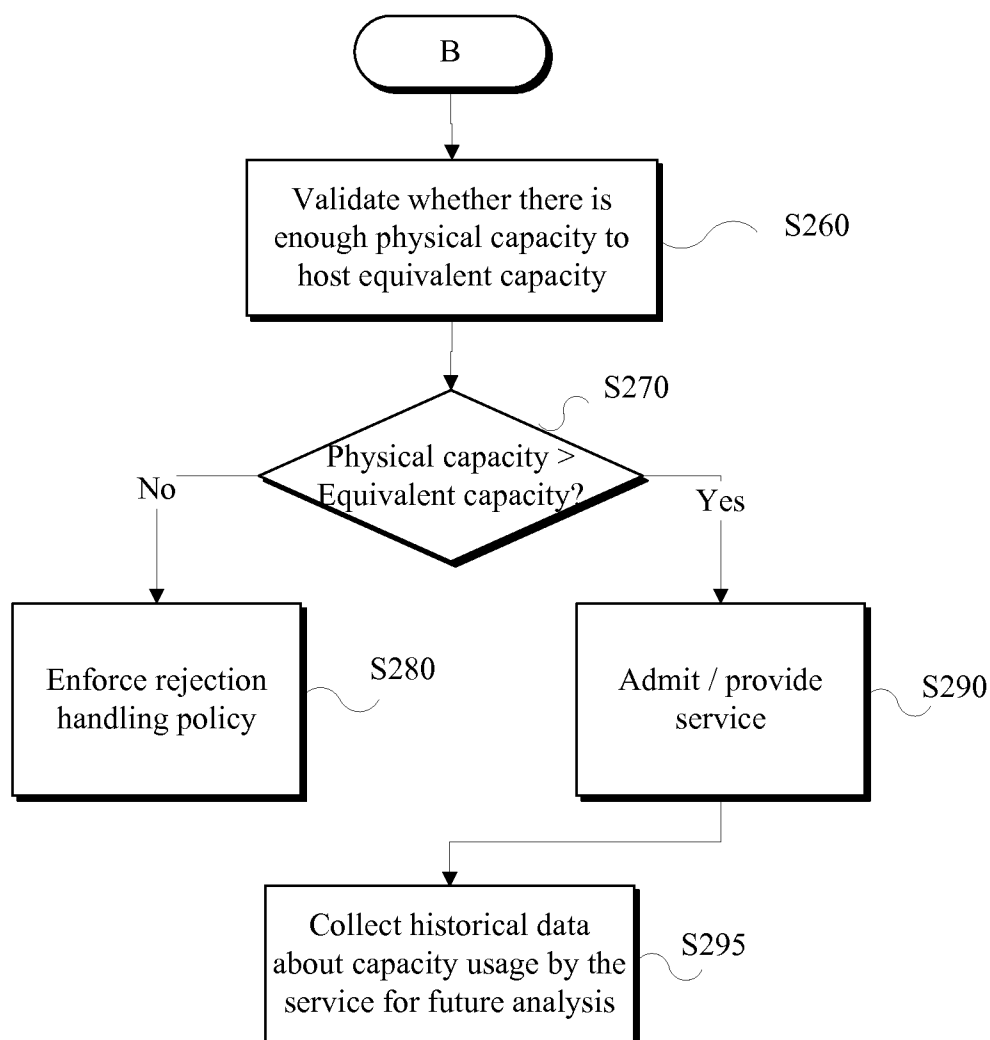 B
Validate whether there is
enough physical capacity to
host equivalent capacity
S260
S270
Physical capacity >
Equivalent capacity?
No
Yes
Enforce rejection
handling policy
S280
Admit / provide
service
S290
Collect historical data
about capacity usage by the
service for future analysis
S295